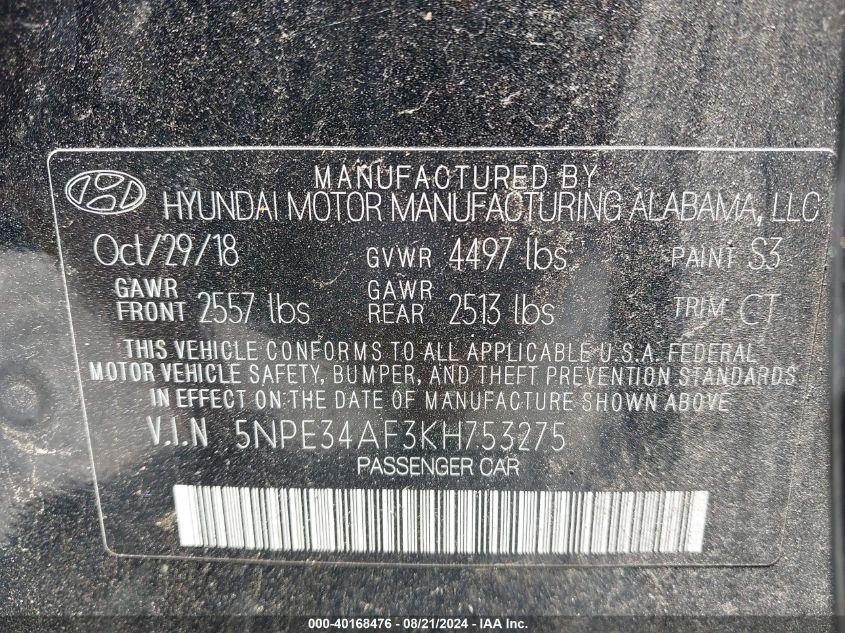 MANUFACTURED BY
HYUNDAI MOTOR MANUFACTURING ALABAMA, LLC
Oct/29/18 GVWR 4497 lbs PAINT S3
GAWR FRONT 2557 lbs GAWR REAR 2513 lbs TRIM CT
THIS VEHICLE CONFORMS TO ALL APPLICABLE U.S.A. FEDERAL
MOTOR VEHICLE SAFETY, BUMPER, AND THEFT PREVENTION STANDARDS
IN EFFECT ON THE DATE OF MANUFACTURE SHOWN ABOVE
V.I.N 5NPE34AF3KH753275
PASSENGER CAR
000-40168476 - 08/21/2024 - IAA Inc.